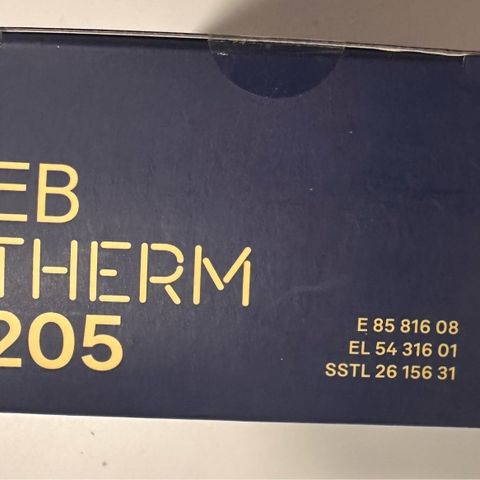 EB
THERM
205
E 85 816 08
EL 54 316 01
SSTL 26 156 31